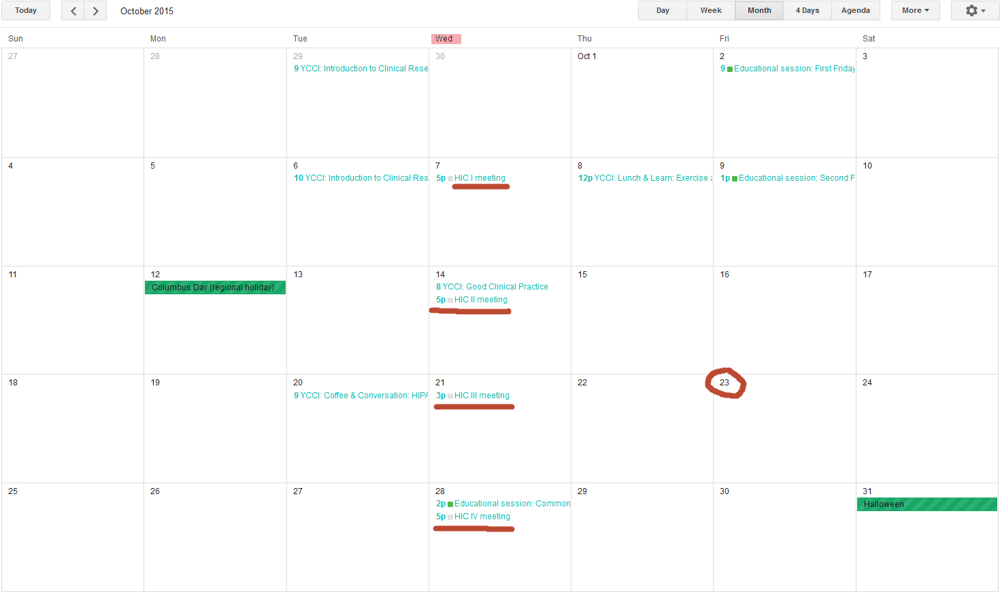 Today
October 2015
Day Week Month 4 Days Agenda More
Sun Mon Tue Wed Thu Fri Sat
27 28 29 30 Oct 1 2 3
9 YCCI: Introduction to Clinical Rese
9 Educational session: First Friday
4 5 6 7 8 9 10
10 YCCI: Introduction to Clinical Res
5p HIC I meeting
12p YCCI: Lunch & Learn: Exercise a
1p Educational session: Second F
11 12 13 14 15 16 17
Columbus Day (regional holiday)
8 YCCI: Good Clinical Practice
5p HIC II meeting
18 19 20 21 22 23 24
9 YCCI: Coffee & Conversation: HIPA
3p HIC III meeting
25 26 27 28 29 30 31
2p Educational session: Common
5p HIC IV meeting
Halloween